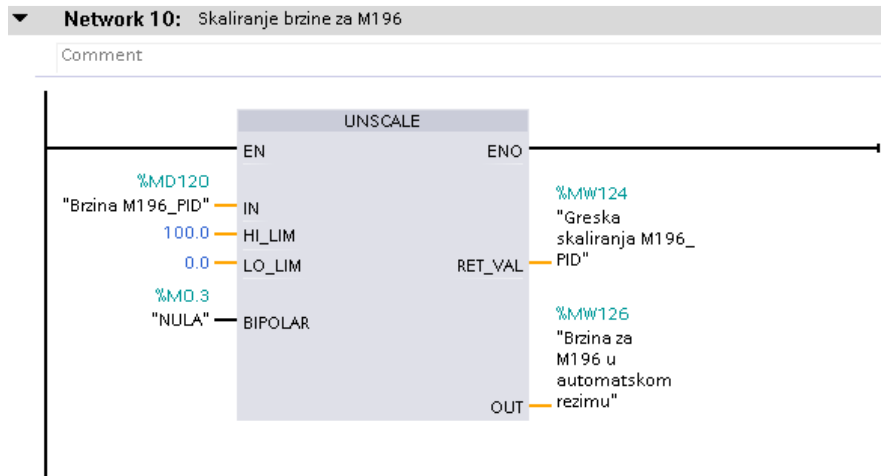 Network 10: Skaliranje brzine za M196
Comment
UNSCALE
EN ENO
%MD120
"Brzina M196_PID" IN
100.0 HI_LIM
0.0 LO_LIM
%M0.3
"NULA" BIPOLAR
%MW124
"Greska
skaliranja M196_
RET_VAL PID"
%MW126
"Brzina za
M196 u
automatskom
OUT rezimu"